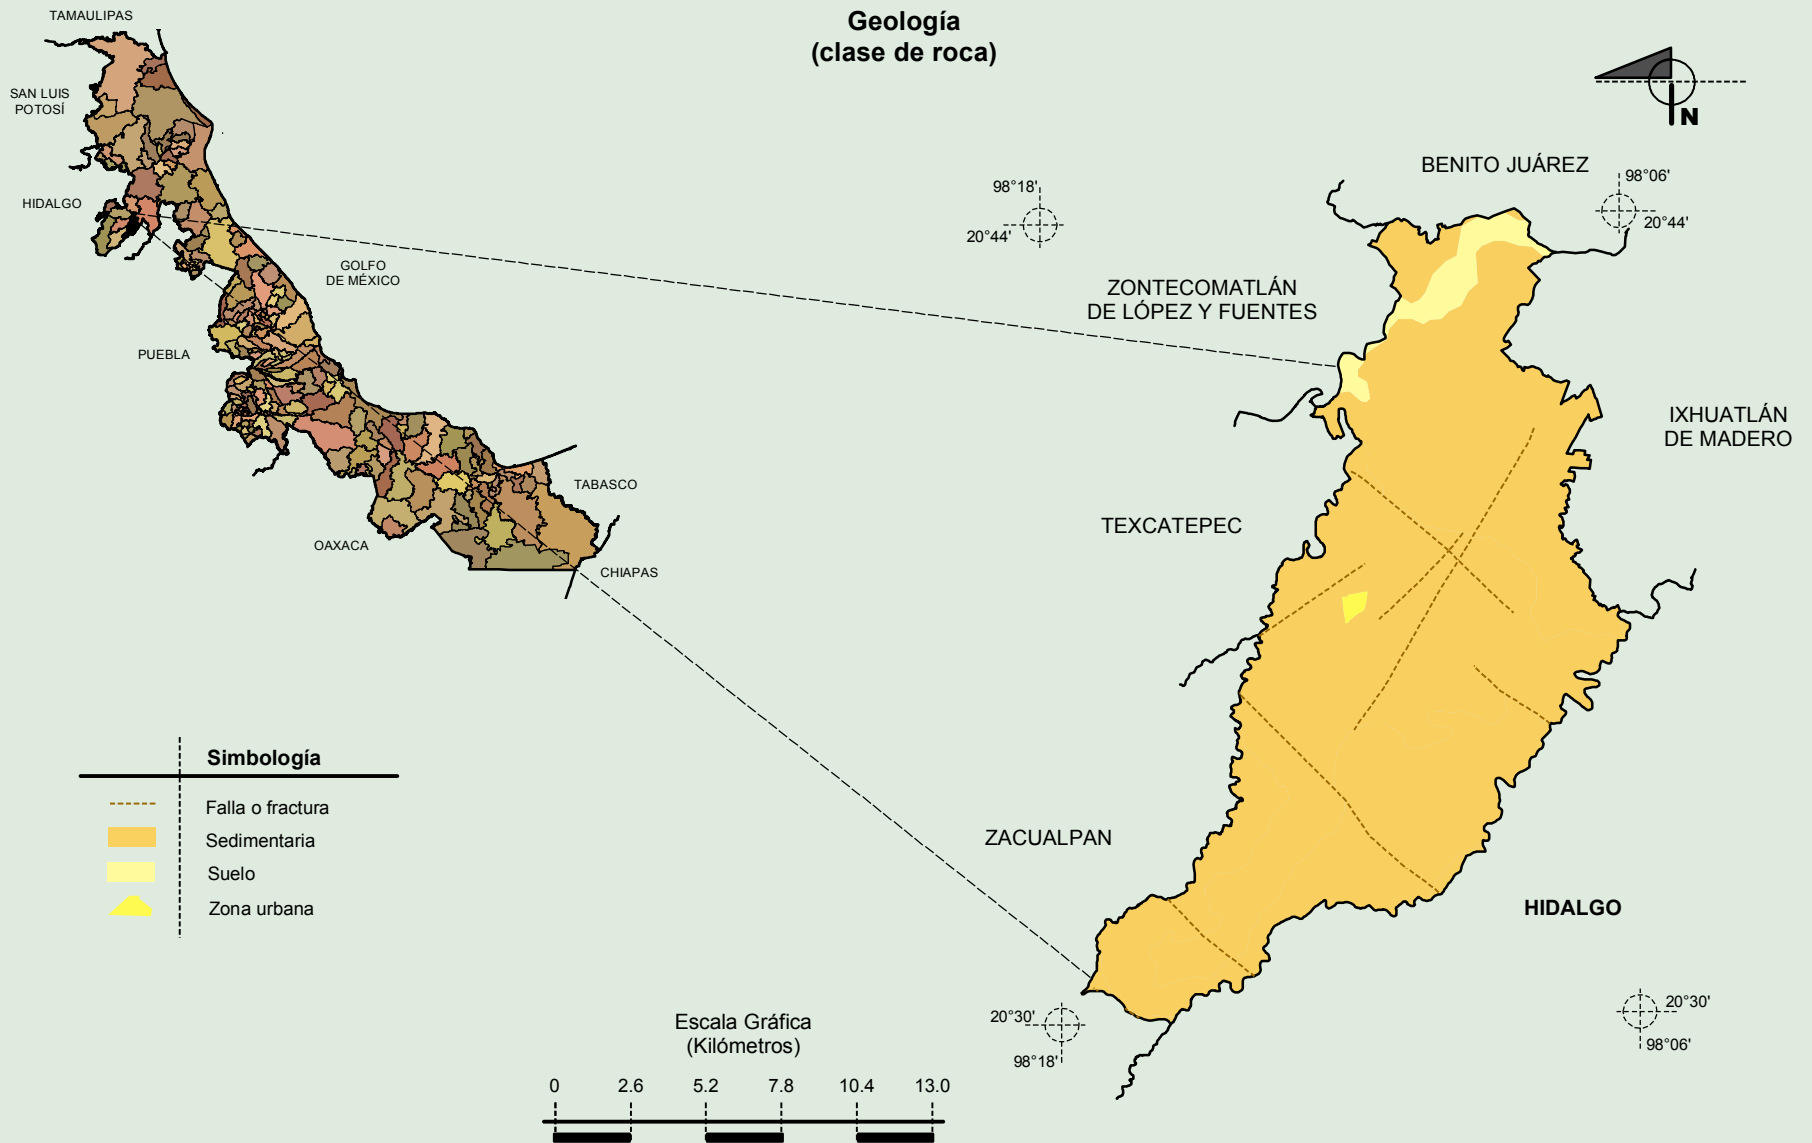 Geología
(clase de roca)
TAMAULIPAS
SAN LUIS
POTOSÍ
HIDALGO
GOLFO
DE MÉXICO
PUEBLA
TABASCO
OAXACA
CHIAPAS
N
BENITO JUÁREZ
98°18'
20°44'
98°06'
20°44'
ZONTECOMATLÁN
DE LÓPEZ Y FUENTES
IXHUATLÁN
DE MADERO
TEXCATEPEC
ZACUALPAN
HIDALGO
20°30'
98°18'
20°30'
98°06'
Simbología
Falla o fractura
Sedimentaria
Suelo
Zona urbana
Escala Gráfica
(Kilómetros)
0 2.6 5.2 7.8 10.4 13.0